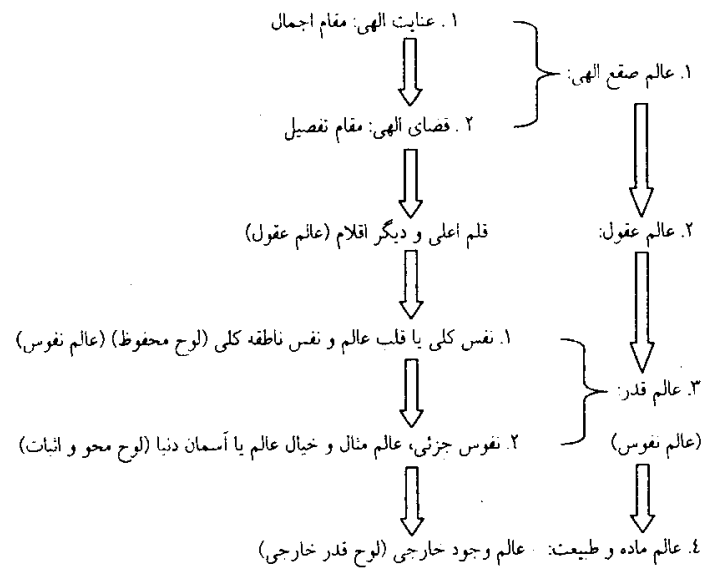 ۱. عنایت الهی: مقام اجمال
۱. عالم صقع الهی:
۲. قضای الهی: مقام تفصیل
۲. عالم عقول:
قلم اعلی و دیگر اقلام (عالم عقول)
۱. نفس کلی یا قلب عالم و نفس ناطقه کلی (لوح محفوظ) (عالم نفوس)
۳. عالم قدر:
(عالم نفوس)
۲. نفوس جزئی، عالم مثال و خیال عالم یا آسمان دنیا (لوح محو و اثبات)
٤. عالم ماده و طبیعت:
عالم وجود خارجی (لوح قدر خارجی)